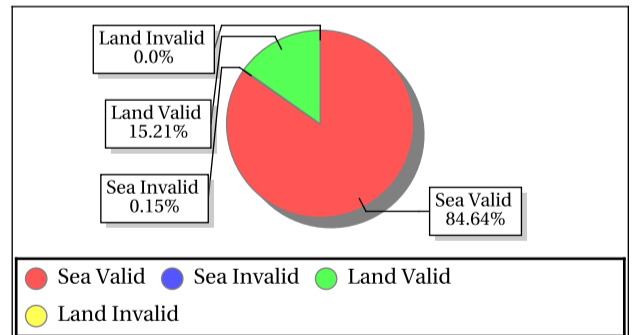 Land Invalid
0.0%
Land Valid
15.21%
Sea Invalid
0.15%
Sea Valid
84.64%
Sea Valid Sea Invalid Land Valid
Land Invalid